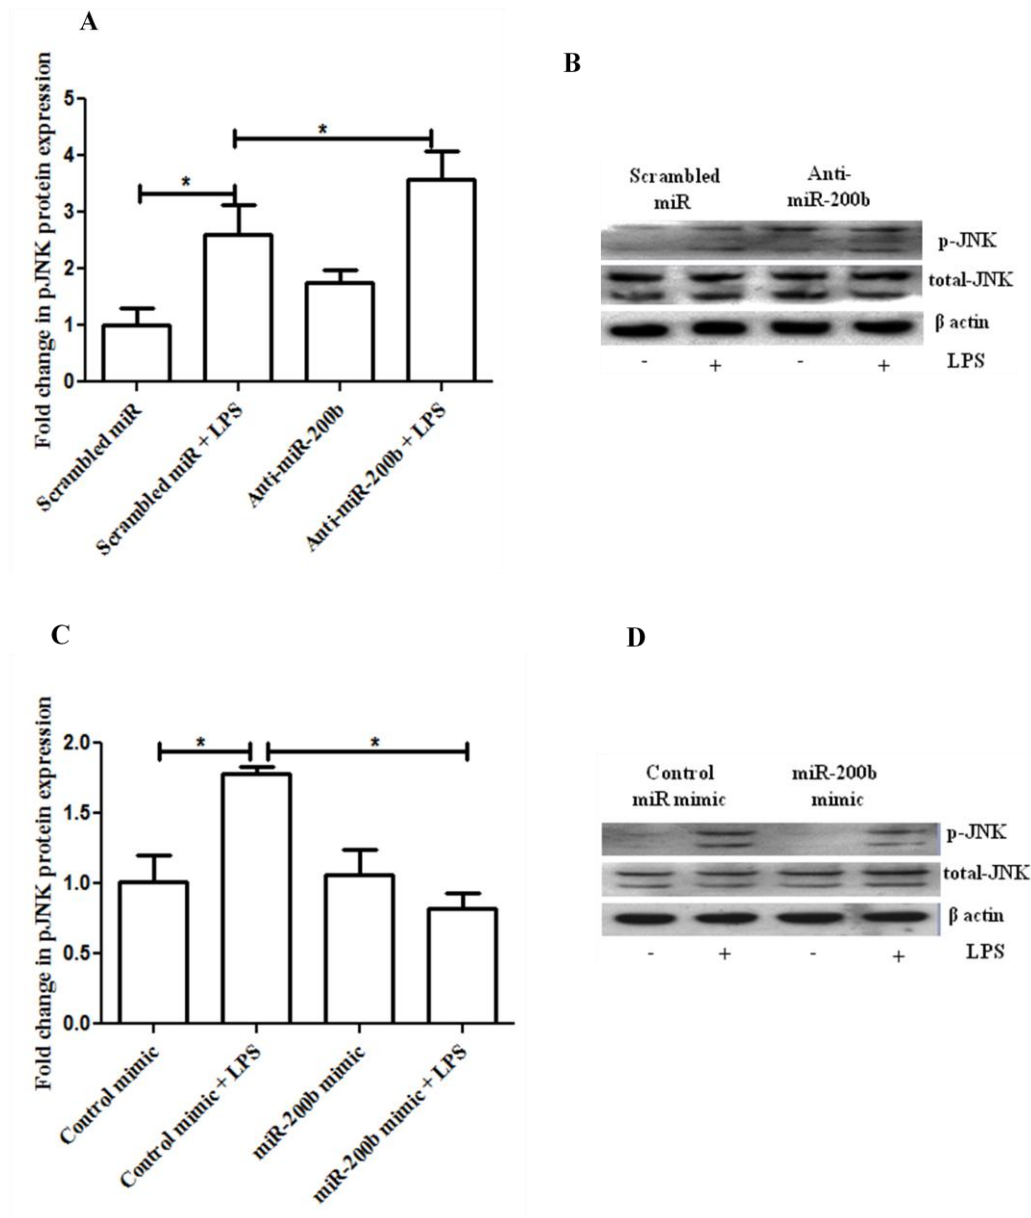 A
Fold change in pJNK protein expression
5
4
3
2
1
0
*
*
Scrambled miR
Scrambled miR + LPS
Anti-miR-200b
Anti-miR-200b + LPS
B
Scrambled
miR
Anti-
miR-200b
p-JNK
total-JNK
β actin
- + - + LPS
C
Fold change in pJNK protein expression
2.0
1.5
1.0
0.5
0.0
*
*
Control mimic
Control mimic + LPS
miR-200b mimic
miR-200b mimic + LPS
D
Control
miR mimic
miR-200b
mimic
p-JNK
total-JNK
β actin
- + - + LPS